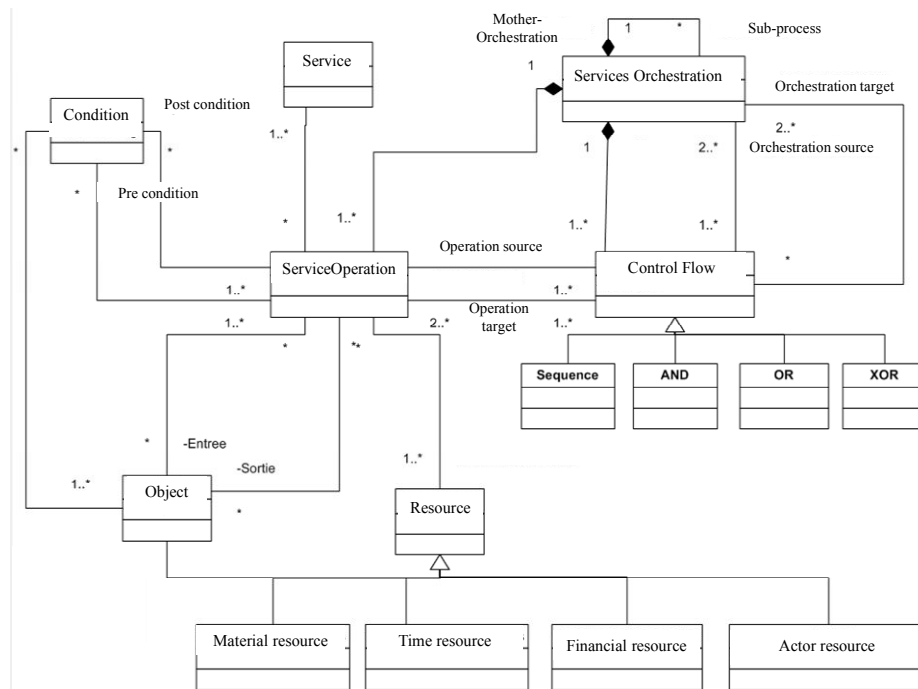 Mother-
Orchestration
1
*
Sub-process
Service
1
Services Orchestration
Orchestration target
Condition
Post condition
*
*
1..*
1
2..*
2..*
Orchestration source
*
Pre condition
*
1..*
1..*
1..*
ServiceOperation
Operation source
Control Flow
*
1..*
1..*
1..*
*
**
2..*
Operation
target
1..*
Sequence
AND
OR
XOR
*
-Entree
-Sortie
1..*
1..*
Object
*
Resource
Material resource
Time resource
Financial resource
Actor resource